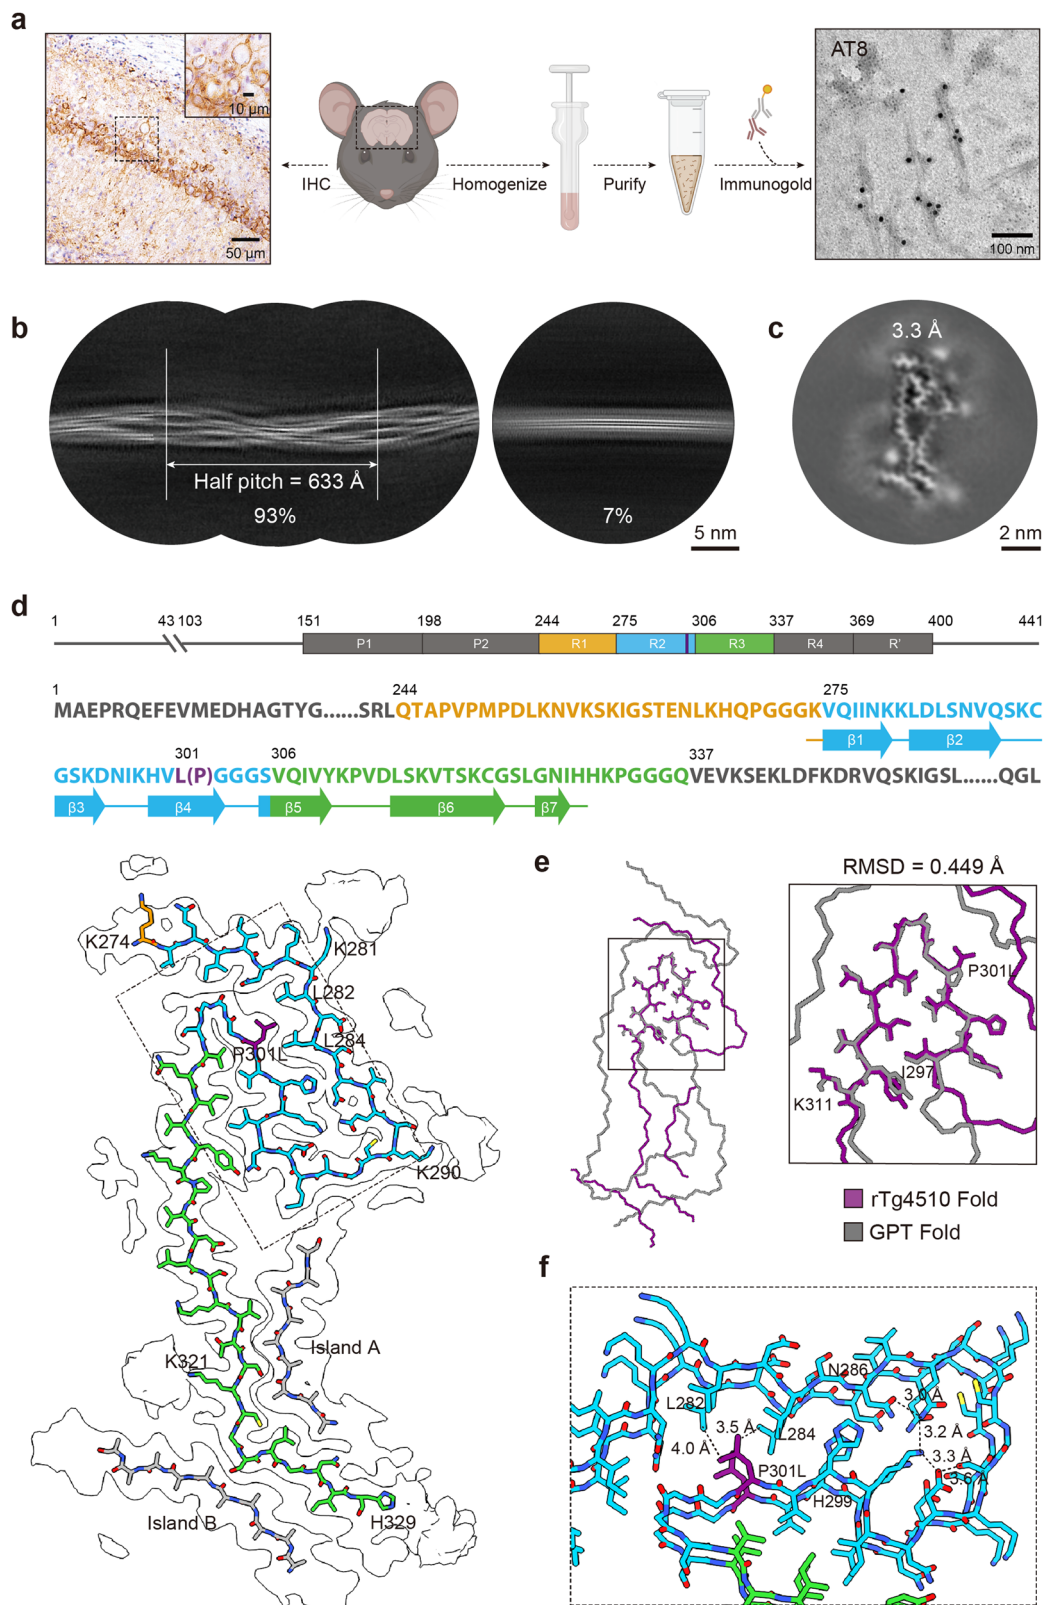 a
10 µm
50 µm
IHC
Homogenize
Purify
Immunogold
AT8
100 nm
b
Half pitch = 633 Å
93%
7%
5 nm
c
3.3 Å
2 nm
d
1 43 103 151 198 244 275 306 337 369 400 441
P1 P2 R1 R2 R3 R4 R'
1 244 275
MAEPRQEFEVMEDHAGTYG......SRLQTAPVPMPDLKNVKSKIGSTENLKHQPGGGKVQIINKKLDLSNVQSKC
β1 β2
301 306 337
GSKDNIKHVL(P)GGGSVQIVYKPVDLSKVTSKCGSLGNIHHKPGGGQVEVKSEKLDFKDRVQSKIGSL......QGL
β3 β4 β5 β6 β7
K274
K281
L282
L284
P301L
K290
K321
Island A
Island B
H329
e
RMSD = 0.449 Å
P301L
I297
K311
rTg4510 Fold
GPT Fold
f
N286
L282
3.0 Å
3.2 Å
3.5 Å
L284
4.0 Å
3.3 Å
P301L
3.6 Å
H299